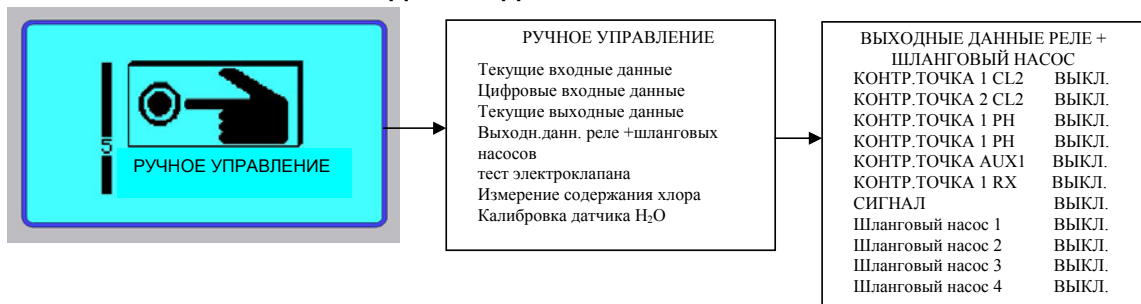 5
РУЧНОЕ УПРАВЛЕНИЕ
РУЧНОЕ УПРАВЛЕНИЕ
Текущие входные данные
Цифровые входные данные
Текущие выходные данные
Выходн.данн. реле +шланговых
насосов
тест электроклапана
Измерение содержания хлора
Калибровка датчика H₂O
ВЫХОДНЫЕ ДАННЫЕ РЕЛЕ +
ШЛАНГОВЫЙ НАСОС
КОНТР.ТОЧКА 1 CL2 ВЫКЛ.
КОНТР.ТОЧКА 2 CL2 ВЫКЛ.
КОНТР.ТОЧКА 1 PH ВЫКЛ.
КОНТР.ТОЧКА 1 PH ВЫКЛ.
КОНТР.ТОЧКА AUX1 ВЫКЛ.
КОНТР.ТОЧКА 1 RX ВЫКЛ.
СИГНАЛ ВЫКЛ.
Шланговый насос 1 ВЫКЛ.
Шланговый насос 2 ВЫКЛ.
Шланговый насос 3 ВЫКЛ.
Шланговый насос 4 ВЫКЛ.